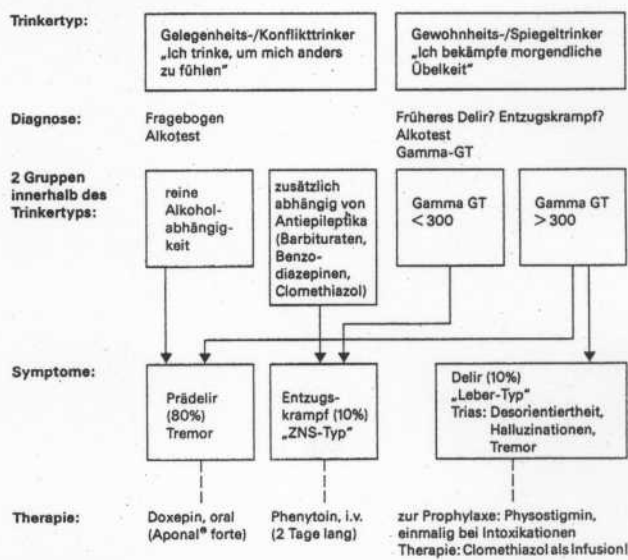 Trinkertyp:
Gelegenheits-/Konflikttrinker
„Ich trinke, um mich anders
zu fühlen"
Gewohnheits-/Spiegeltrinker
„Ich bekämpfe morgendliche
Übelkeit"
Diagnose:
Fragebogen
Alkotest
Früheres Delir? Entzugskrampf?
Alkotest
Gamma-GT
2 Gruppen
innerhalb des
Trinkertyps:
reine
Alkohol-
abhängig-
keit
zusätzlich
abhängig von
Antiepileptika
(Barbituraten,
Benzo-
diazepinen,
Clomethiazol)
Gamma GT
< 300
Gamma GT
> 300
Symptome:
Prädelir
(80%)
Tremor
Entzugs-
krampf (10%)
„ZNS-Typ"
Delir (10%)
„Leber-Typ"
Trias: Desorientiertheit,
Halluzinationen,
Tremor
Therapie:
Doxepin, oral
(Aponal® forte)
Phenytoin, i.v.
(2 Tage lang)
zur Prophylaxe: Physostigmin,
einmalig bei Intoxikationen
Therapie: Clomethiazol als Infusion!